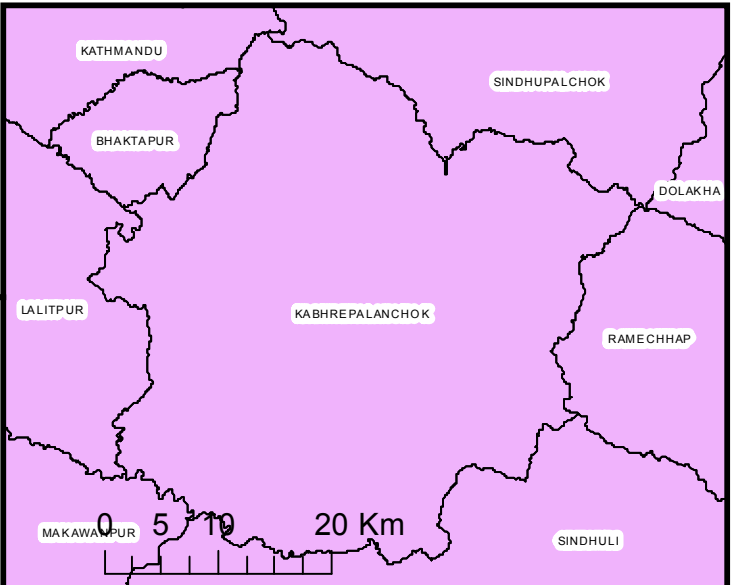 KATHMANDU
SINDHUPALCHOK
BHAKTAPUR
DOLAKHA
LALITPUR
KABHREPALANCHOK
RAMECHHAP
0 5 10 20 Km
MAKAWANPUR
SINDHULI